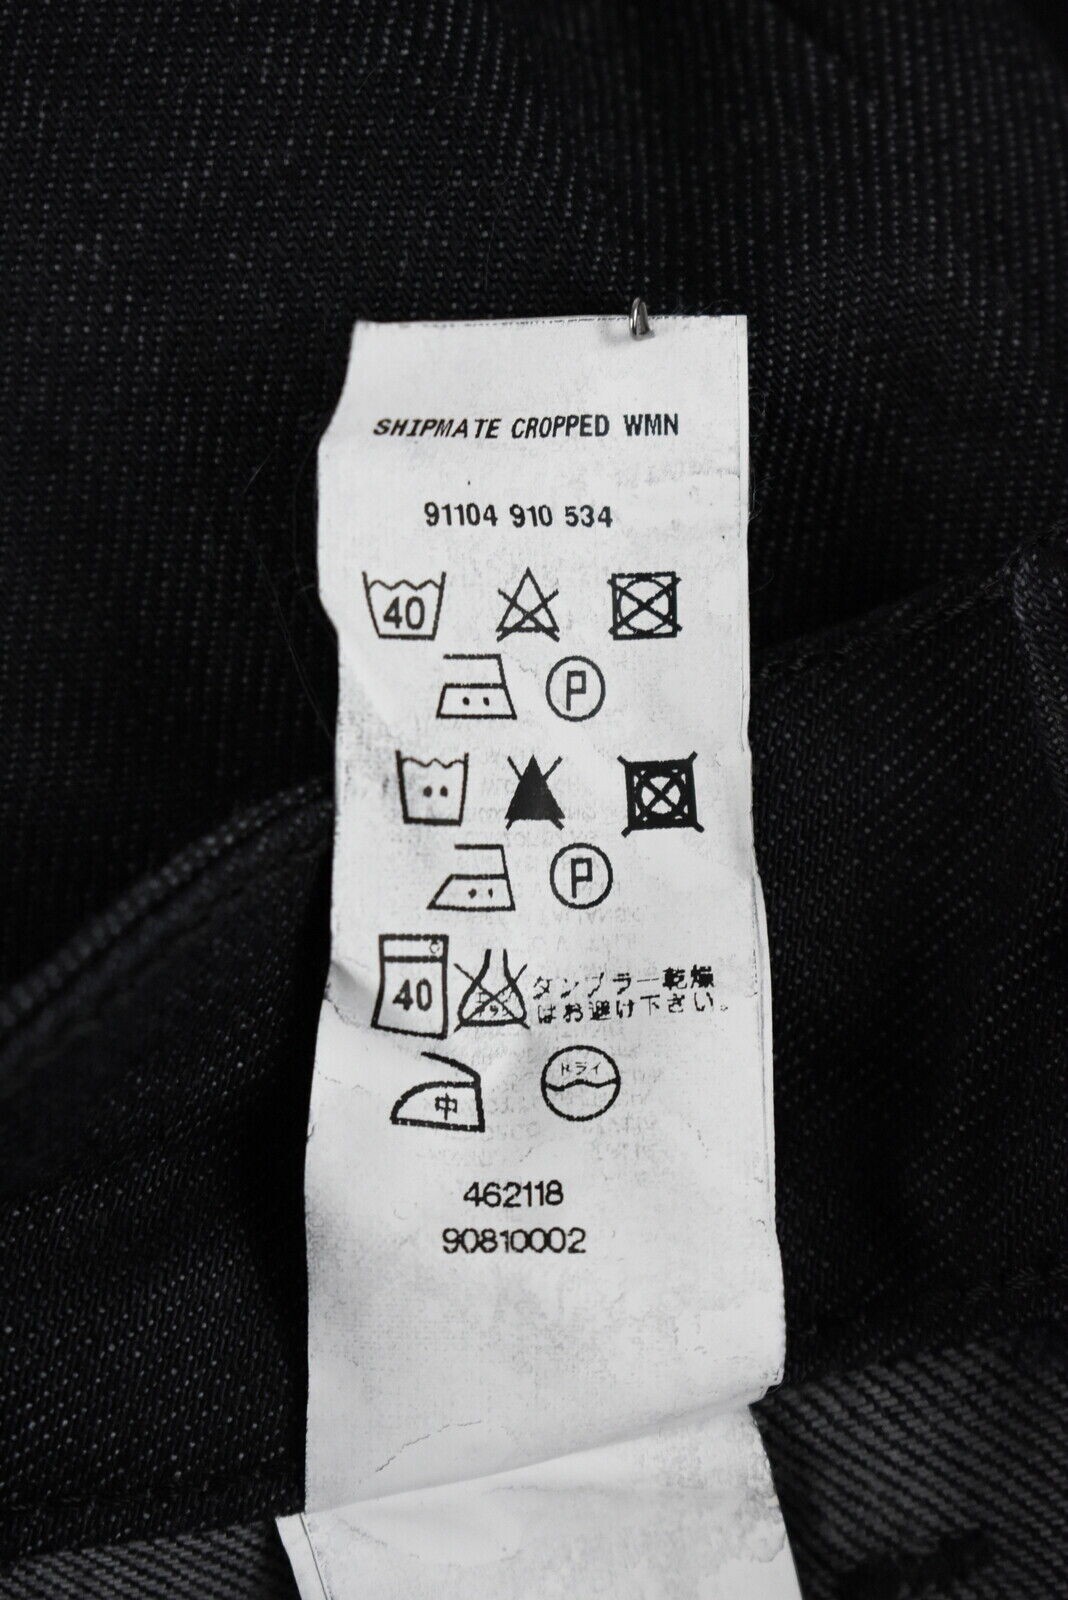 SHIPMATE CROPPED WMN
91104 910 534
40
P
P
40
タンブラー乾燥
はお避け下さい。
中
ドライ
462118
90810002